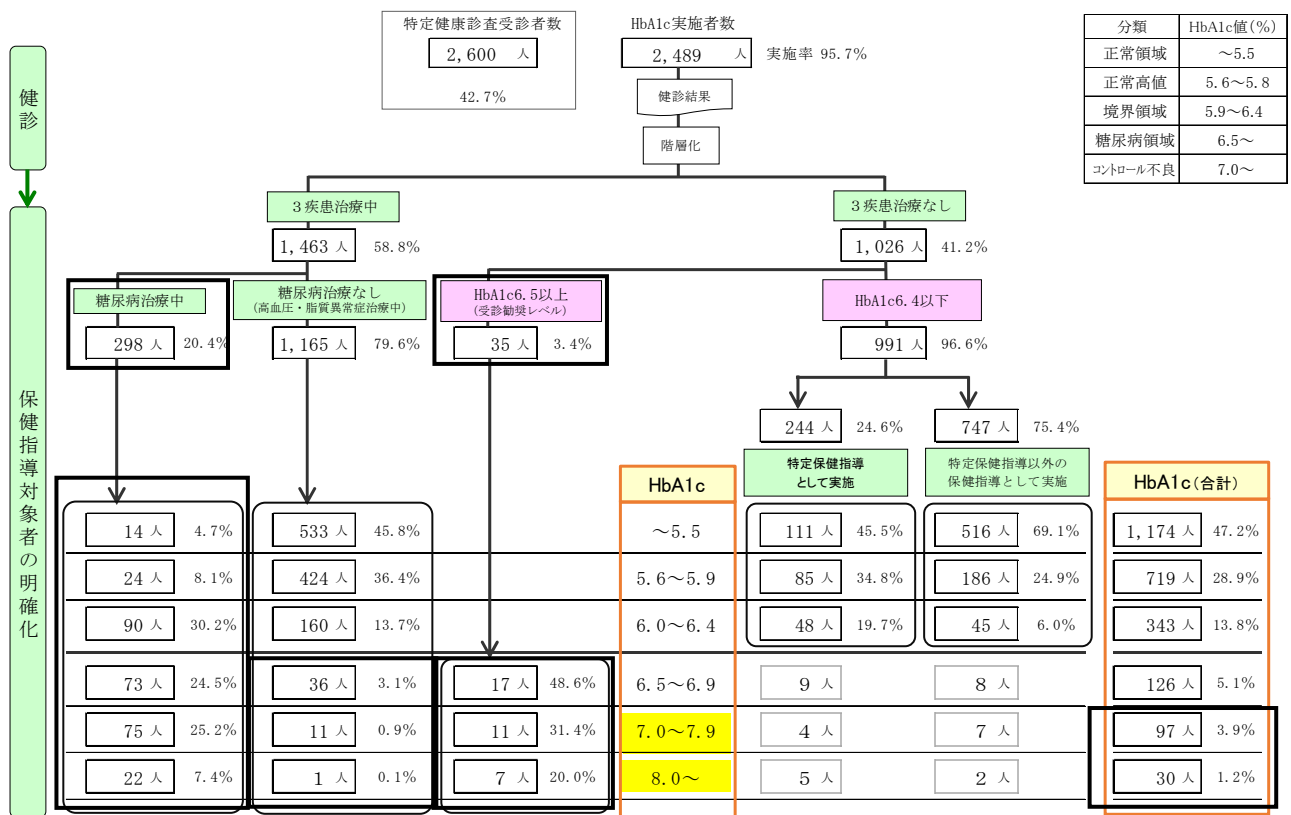 特定健康診査受診者数
2,600 人
42.7%
HbA1c実施者数
2,489 人 実施率 95.7%
健診結果
階層化
分類 HbA1c値(%)
正常領域 ～5.5
正常高値 5.6～5.8
境界領域 5.9～6.4
糖尿病領域 6.5～
コントロール不良 7.0～
健診
保健指導対象者の明確化
3疾患治療中
1,463 人 58.8%
3疾患治療なし
1,026 人 41.2%
糖尿病治療中
298 人 20.4%
糖尿病治療なし
(高血圧・脂質異常症治療中)
1,165 人 79.6%
HbA1c6.5以上
(受診勧奨レベル)
35 人 3.4%
HbA1c6.4以下
991 人 96.6%
244 人 24.6%
747 人 75.4%
特定保健指導
として実施
特定保健指導以外の
保健指導として実施
HbA1c
HbA1c(合計)
14 人 4.7% 533 人 45.8% ～5.5 111 人 45.5% 516 人 69.1% 1,174 人 47.2%
24 人 8.1% 424 人 36.4% 5.6～5.9 85 人 34.8% 186 人 24.9% 719 人 28.9%
90 人 30.2% 160 人 13.7% 6.0～6.4 48 人 19.7% 45 人 6.0% 343 人 13.8%
73 人 24.5% 36 人 3.1% 17 人 48.6% 6.5～6.9 9 人 8 人 126 人 5.1%
75 人 25.2% 11 人 0.9% 11 人 31.4% 7.0～7.9 4 人 7 人 97 人 3.9%
22 人 7.4% 1 人 0.1% 7 人 20.0% 8.0～ 5 人 2 人 30 人 1.2%